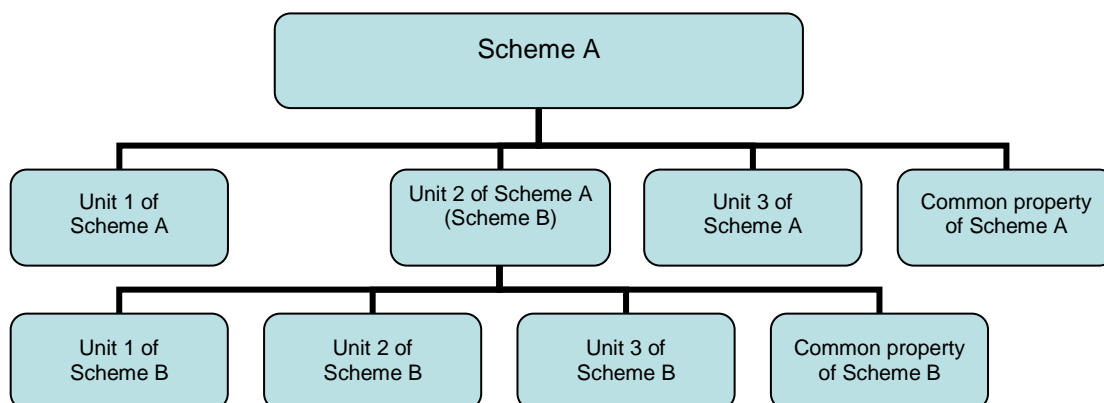 Scheme A
Unit 1 of
Scheme A
Unit 2 of Scheme A
(Scheme B)
Unit 3 of
Scheme A
Common property
of Scheme A
Unit 1 of
Scheme B
Unit 2 of
Scheme B
Unit 3 of
Scheme B
Common property
of Scheme B